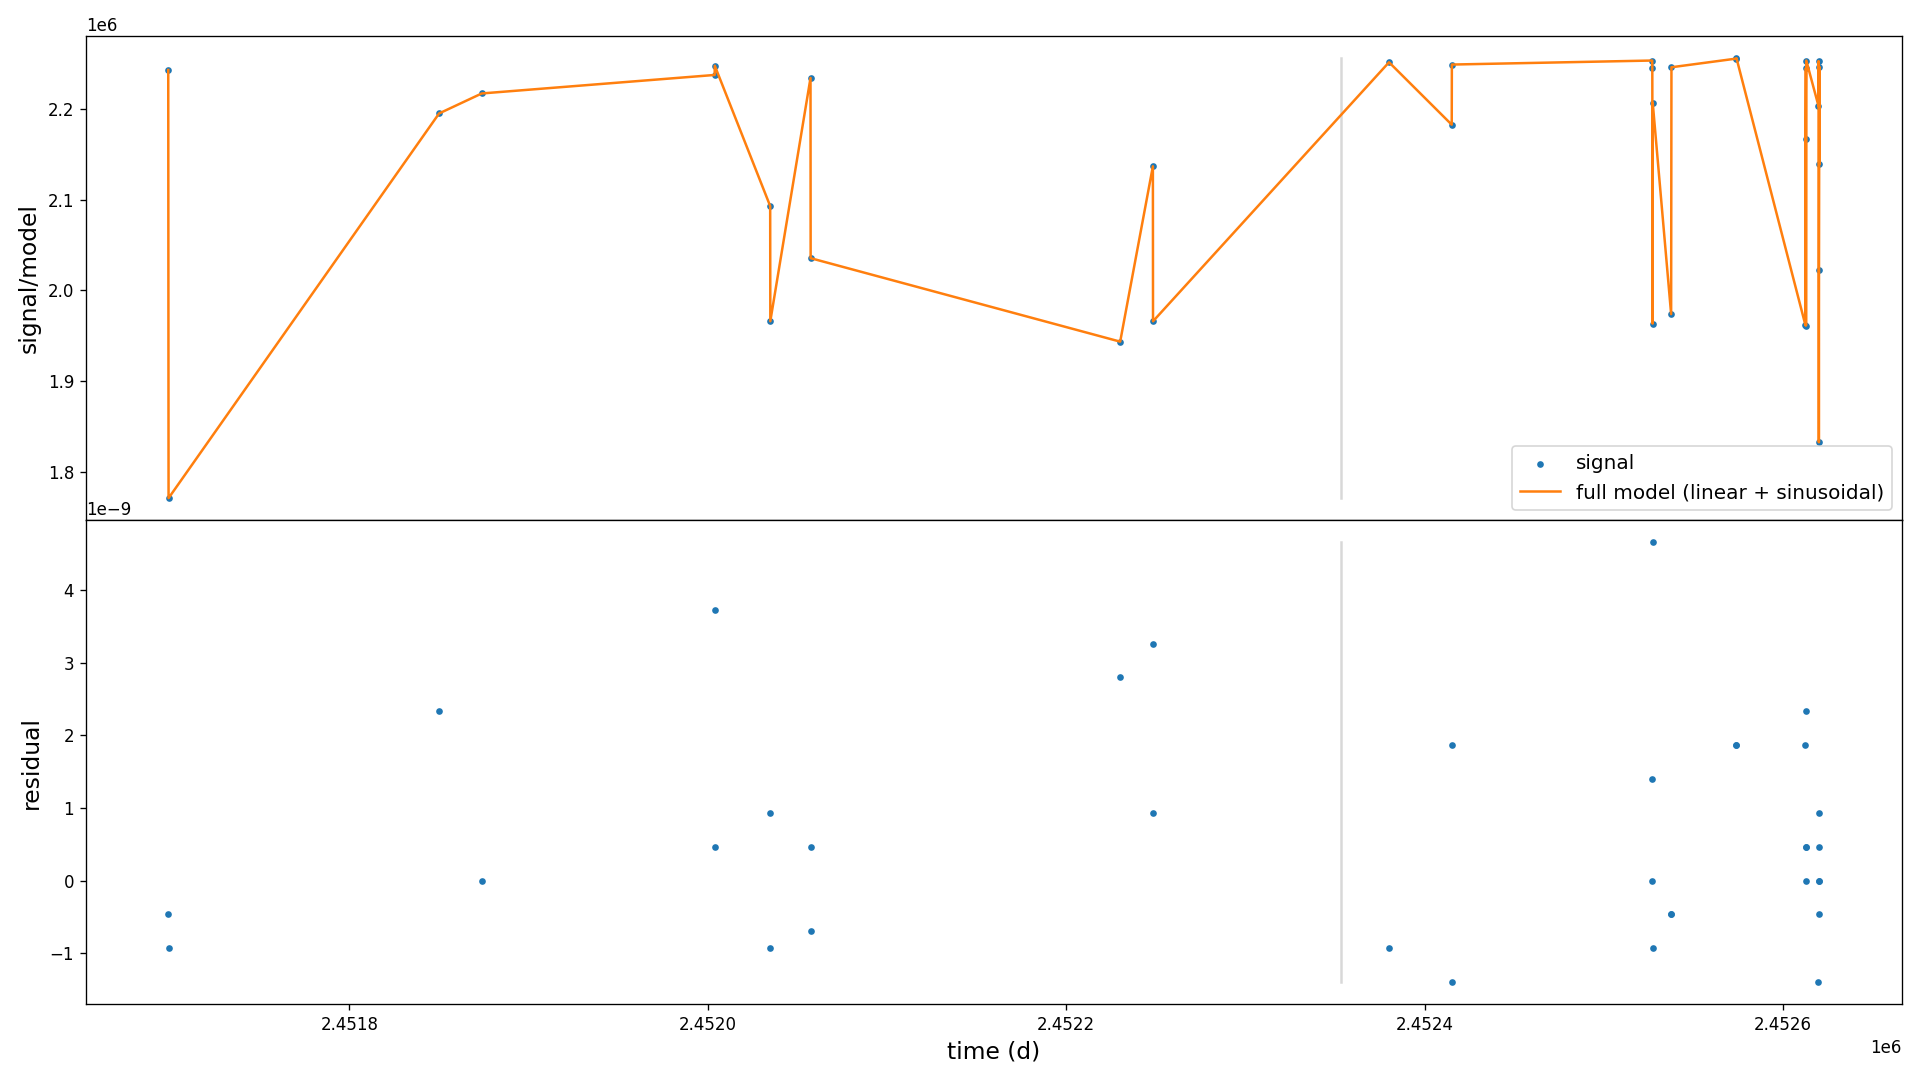 1e6
2.2
2.1
2.0
1.9
1.8
signal/model
signal
full model (linear + sinusoidal)
1e−9
4
3
2
1
0
−1
residual
2.4518
2.4520
2.4522
2.4524
2.4526
time (d)
1e6